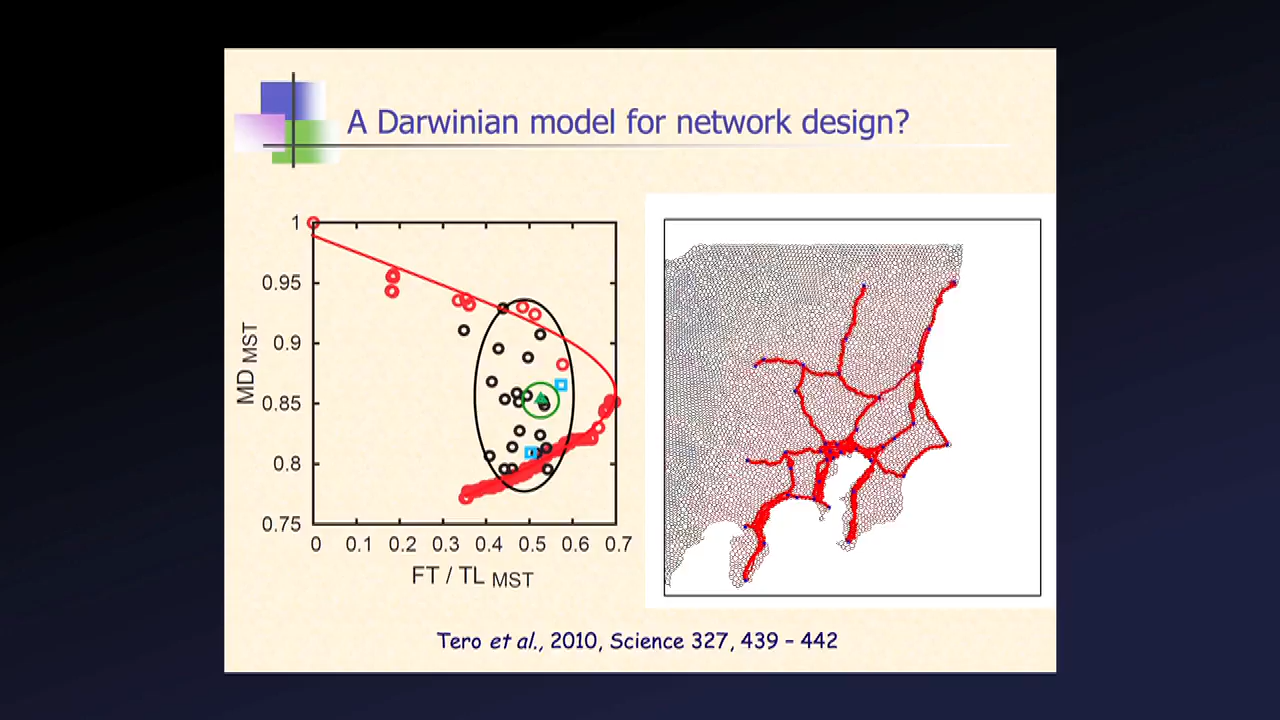 A Darwinian model for network design?
1
0.95
0.9
0.85
0.8
0.75
MD MST
0 0.1 0.2 0.3 0.4 0.5 0.6 0.7
FT / TL MST
Tero et al., 2010, Science 327, 439 – 442